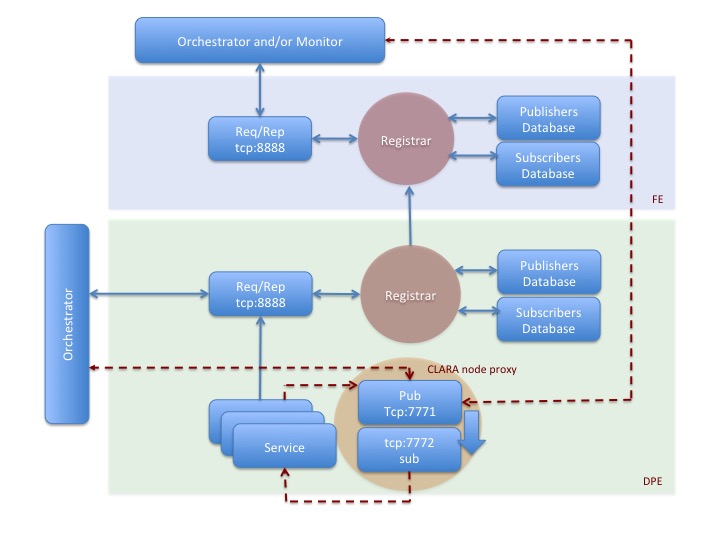 Orchestrator and/or Monitor
Req/Rep
tcp:8888
Registrar
Publishers
Database
Subscribers
Database
FE
Orchestrator
Req/Rep
tcp:8888
Registrar
Publishers
Database
Subscribers
Database
CLARA node proxy
Pub
Tcp:7771
Service
tcp:7772
sub
DPE